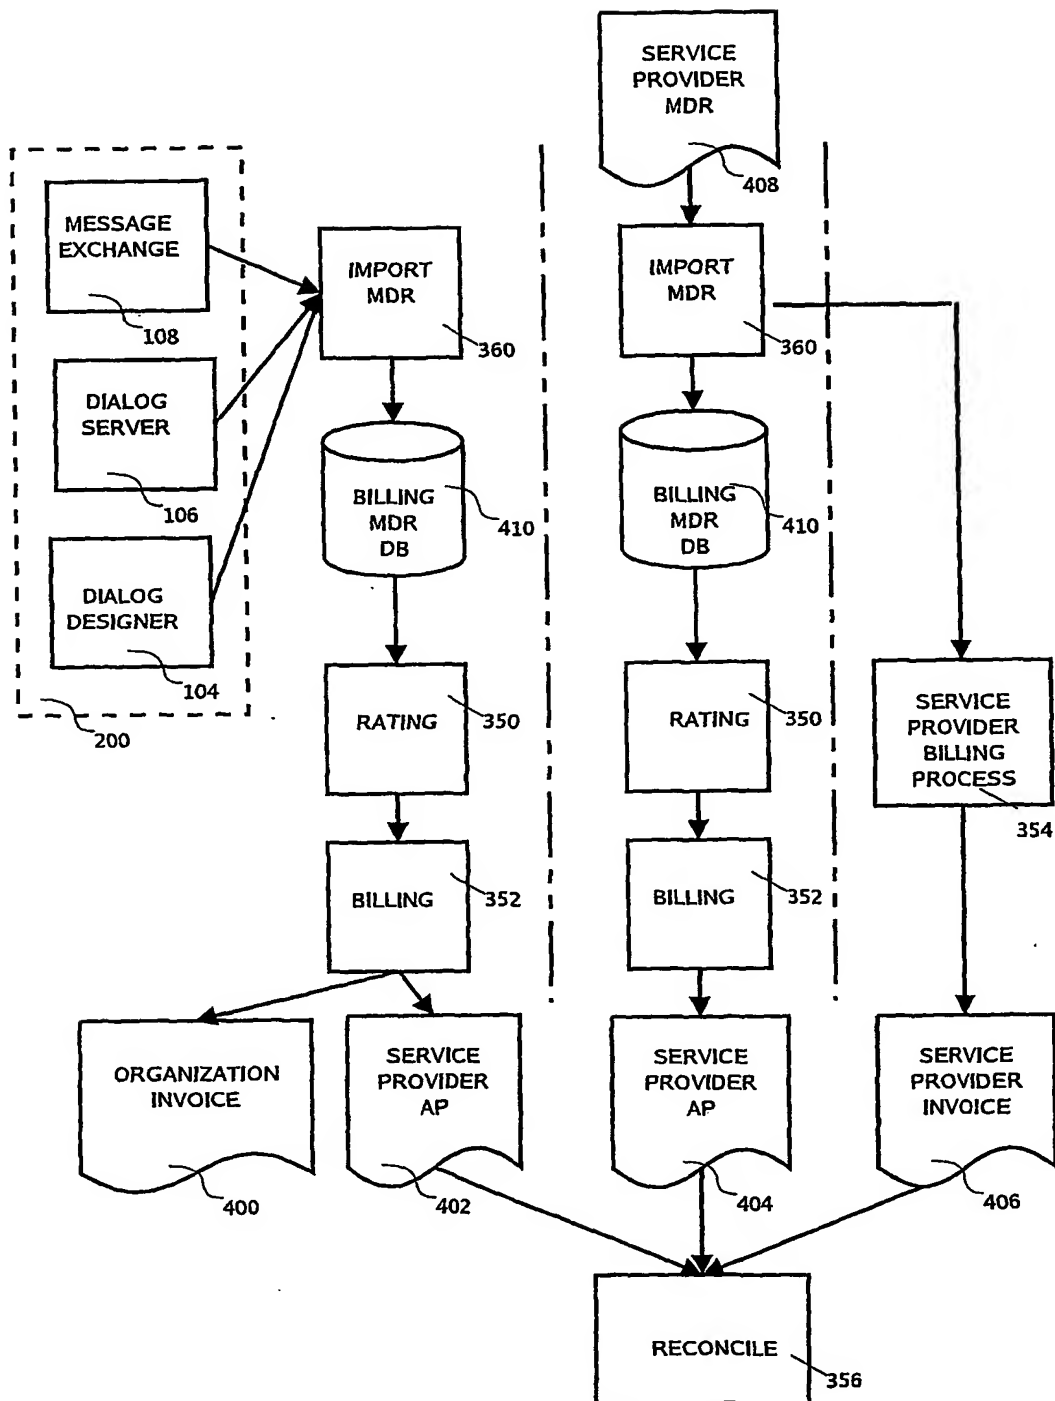 SERVICE
PROVIDER
MDR
408
MESSAGE
EXCHANGE
108
DIALOG
SERVER
106
DIALOG
DESIGNER
104
200
IMPORT
MDR
360
BILLING
MDR
DB
410
RATING
350
BILLING
352
IMPORT
MDR
360
BILLING
MDR
DB
410
RATING
350
BILLING
352
SERVICE
PROVIDER
BILLING
PROCESS
354
ORGANIZATION
INVOICE
400
SERVICE
PROVIDER
AP
402
SERVICE
PROVIDER
AP
404
SERVICE
PROVIDER
INVOICE
406
RECONCILE
356